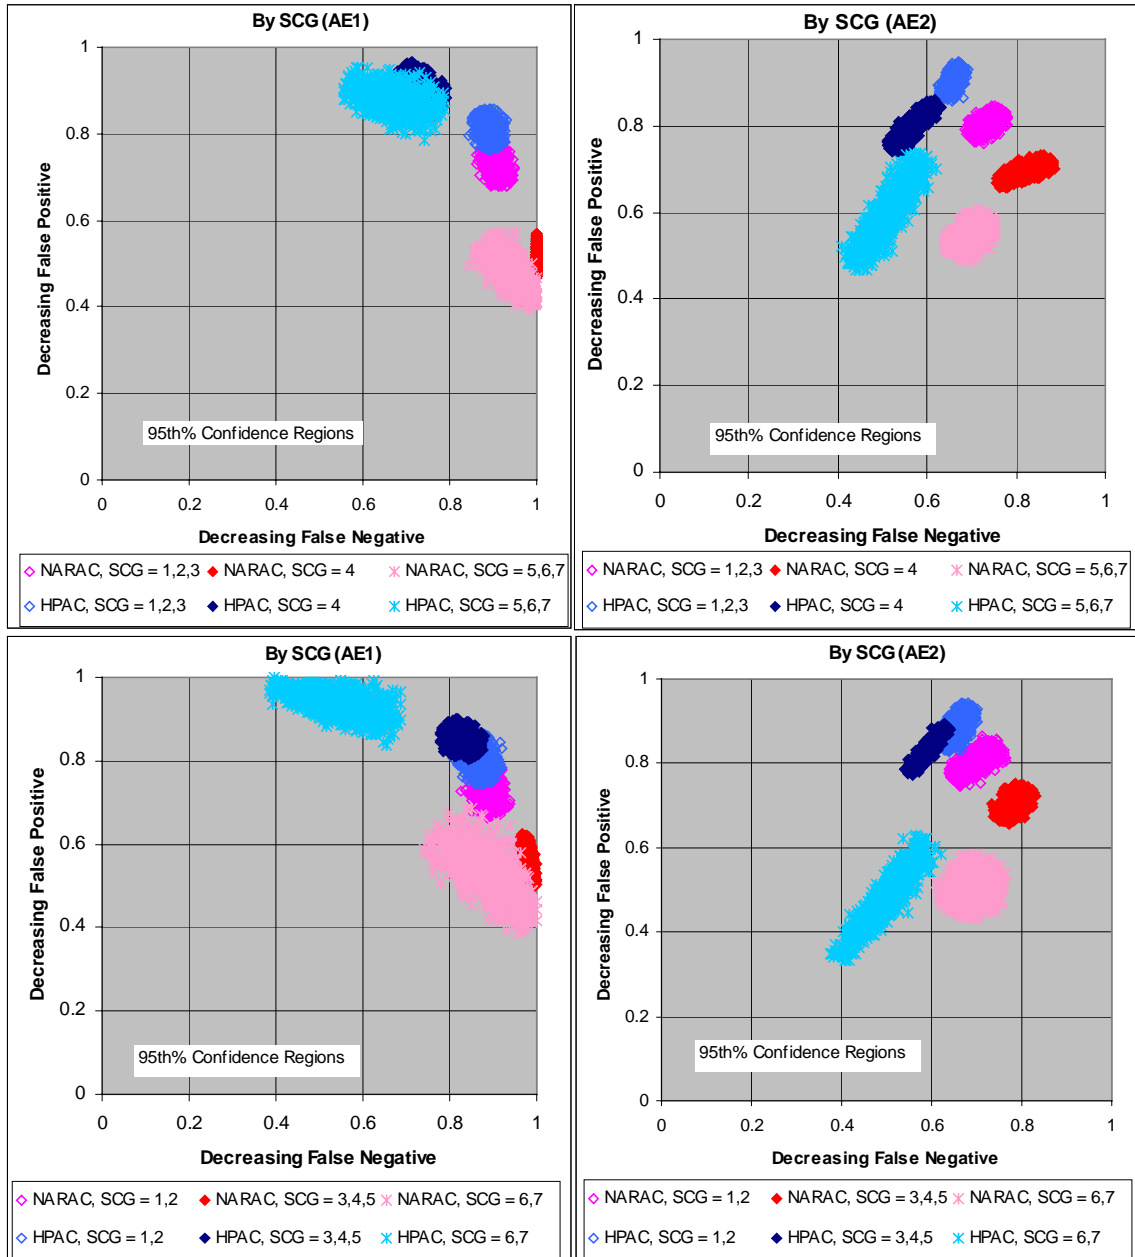 By SCG (AE1)
1
0.8
0.6
0.4
0.2
0
Decreasing False Positive
95th% Confidence Regions
0 0.2 0.4 0.6 0.8 1
Decreasing False Negative
NARAC, SCG = 1,2,3 NARAC, SCG = 4 NARAC, SCG = 5,6,7
HPAC, SCG = 1,2,3 HPAC, SCG = 4 HPAC, SCG = 5,6,7
By SCG (AE2)
1
0.8
0.6
0.4
0.2
0
Decreasing False Positive
95th% Confidence Regions
0 0.2 0.4 0.6 0.8 1
Decreasing False Negative
NARAC, SCG = 1,2,3 NARAC, SCG = 4 NARAC, SCG = 5,6,7
HPAC, SCG = 1,2,3 HPAC, SCG = 4 HPAC, SCG = 5,6,7
By SCG (AE1)
1
0.8
0.6
0.4
0.2
0
Decreasing False Positive
95th% Confidence Regions
0 0.2 0.4 0.6 0.8 1
Decreasing False Negative
NARAC, SCG = 1,2 NARAC, SCG = 3,4,5 NARAC, SCG = 6,7
HPAC, SCG = 1,2 HPAC, SCG = 3,4,5 HPAC, SCG = 6,7
By SCG (AE2)
1
0.8
0.6
0.4
0.2
0
Decreasing False Positive
95th% Confidence Regions
0 0.2 0.4 0.6 0.8 1
Decreasing False Negative
NARAC, SCG = 1,2 NARAC, SCG = 3,4,5 NARAC, SCG = 6,7
HPAC, SCG = 1,2 HPAC, SCG = 3,4,5 HPAC, SCG = 6,7